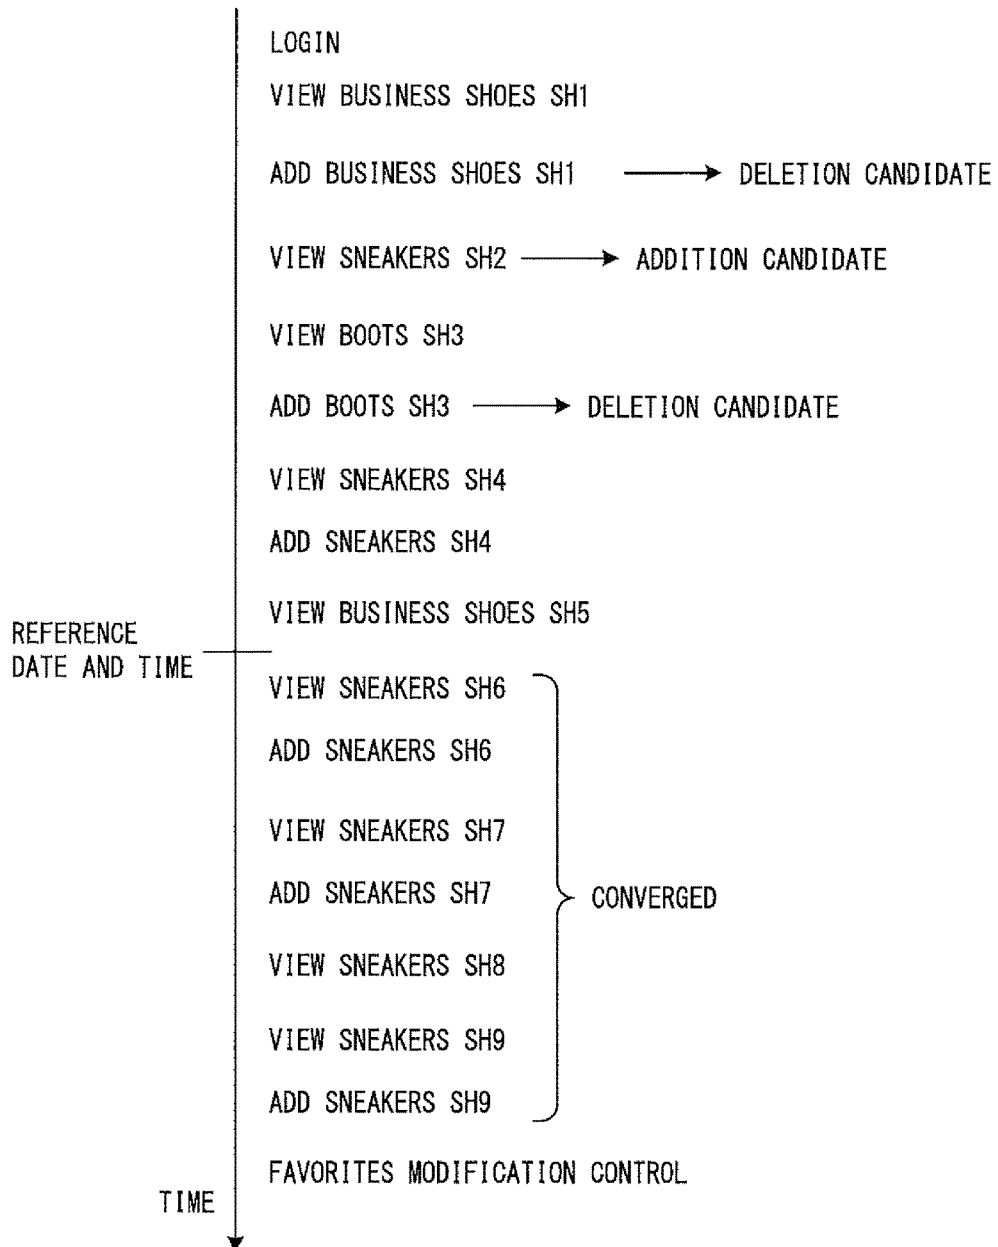 LOGIN
VIEW BUSINESS SHOES SH1
ADD BUSINESS SHOES SH1
DELETION CANDIDATE
VIEW SNEAKERS SH2
ADDITION CANDIDATE
VIEW BOOTS SH3
ADD BOOTS SH3
DELETION CANDIDATE
VIEW SNEAKERS SH4
ADD SNEAKERS SH4
VIEW BUSINESS SHOES SH5
REFERENCE
DATE AND TIME
VIEW SNEAKERS SH6
ADD SNEAKERS SH6
VIEW SNEAKERS SH7
ADD SNEAKERS SH7
CONVERGED
VIEW SNEAKERS SH8
VIEW SNEAKERS SH9
ADD SNEAKERS SH9
FAVORITES MODIFICATION CONTROL
TIME